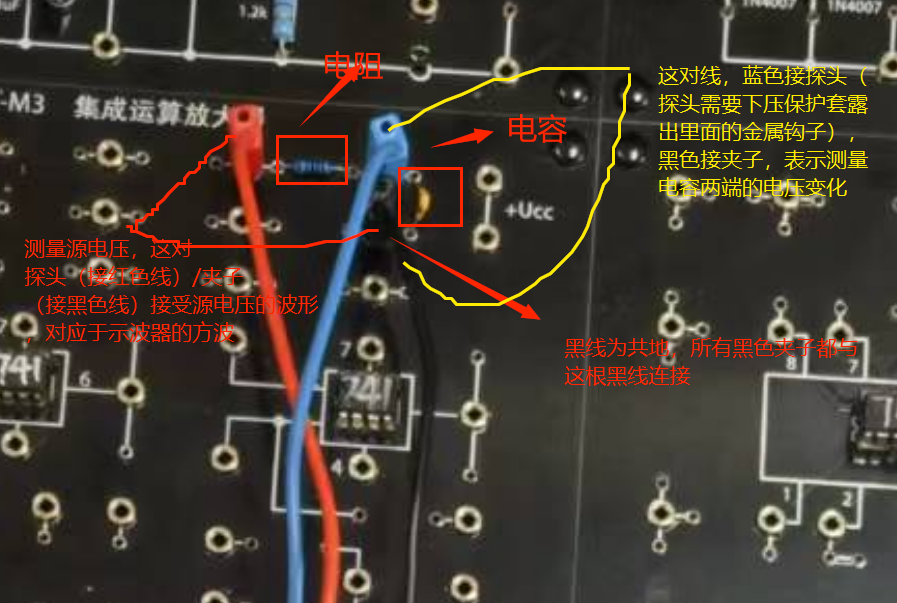 1.2k
1N4007
1N4007
电阻
-M3 集成运算放大
电容
+Ucc
这对线，蓝色接探头（
探头需要下压保护套露
出里面的金属钩子），
黑色接夹子，表示测量
电容两端的电压变化
测量源电压，这对
探头（接红色线）/夹子
（接黑色线）接受源电压的波形
，对应于示波器的方波
黑线为共地，所有黑色夹子都与
这根黑线连接
741
6
7
741
4
8
7
1
2